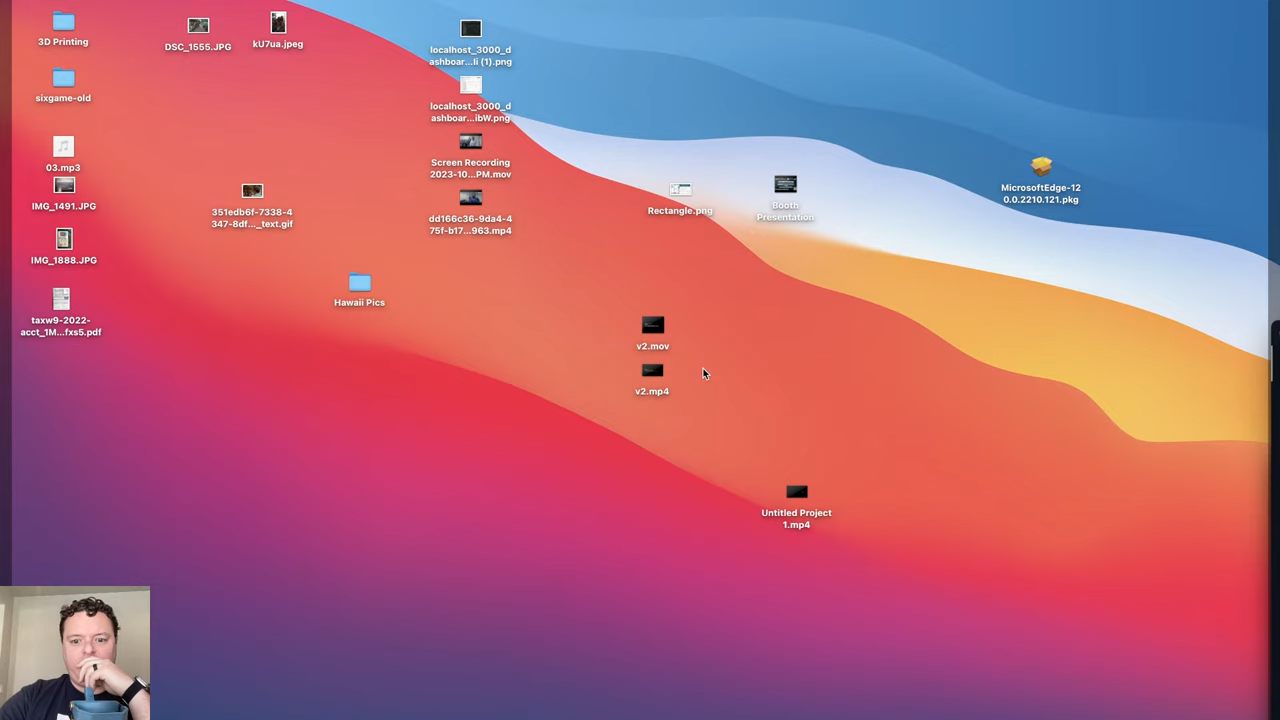 3D Printing
DSC_1555.JPG
kU7ua.jpeg
localhost_3000_d
ashboar...li (1).png
sixgame-old
localhost_3000_d
ashboar...ibW.png
03.mp3
Screen Recording
2023-10...PM.mov
IMG_1491.JPG
351edb6f-7338-4
347-8df..._text.gif
dd166c36-9da4-4
75f-b17...963.mp4
Rectangle.png
Booth
Presentation
MicrosoftEdge-12
0.0.2210.121.pkg
IMG_1888.JPG
Hawaii Pics
taxw9-2022-
acct_1M...fxs5.pdf
v2.mov
v2.mp4
Untitled Project
1.mp4